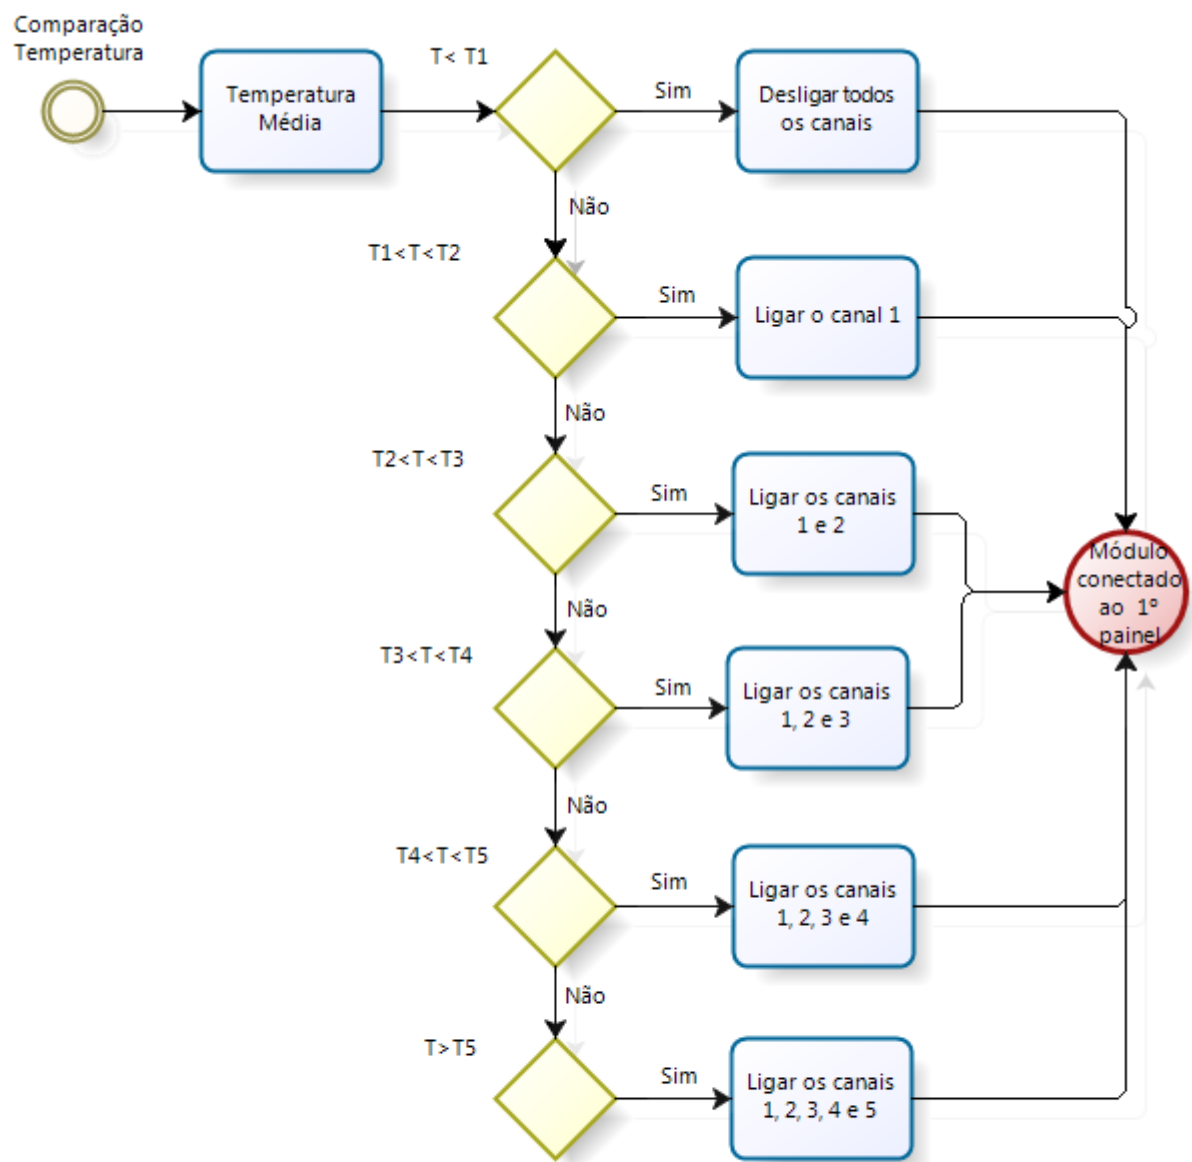 Comparação
Temperatura
Temperatura
Média
T< T1
Sim
Desligar todos
os canais
Não
T1<T<T2
Sim
Ligar o canal 1
Não
T2<T<T3
Sim
Ligar os canais
1 e 2
Não
Módulo
conectado
ao 1º
painel
T3<T<T4
Sim
Ligar os canais
1, 2 e 3
Não
T4<T<T5
Sim
Ligar os canais
1, 2, 3 e 4
Não
T>T5
Sim
Ligar os canais
1, 2, 3, 4 e 5